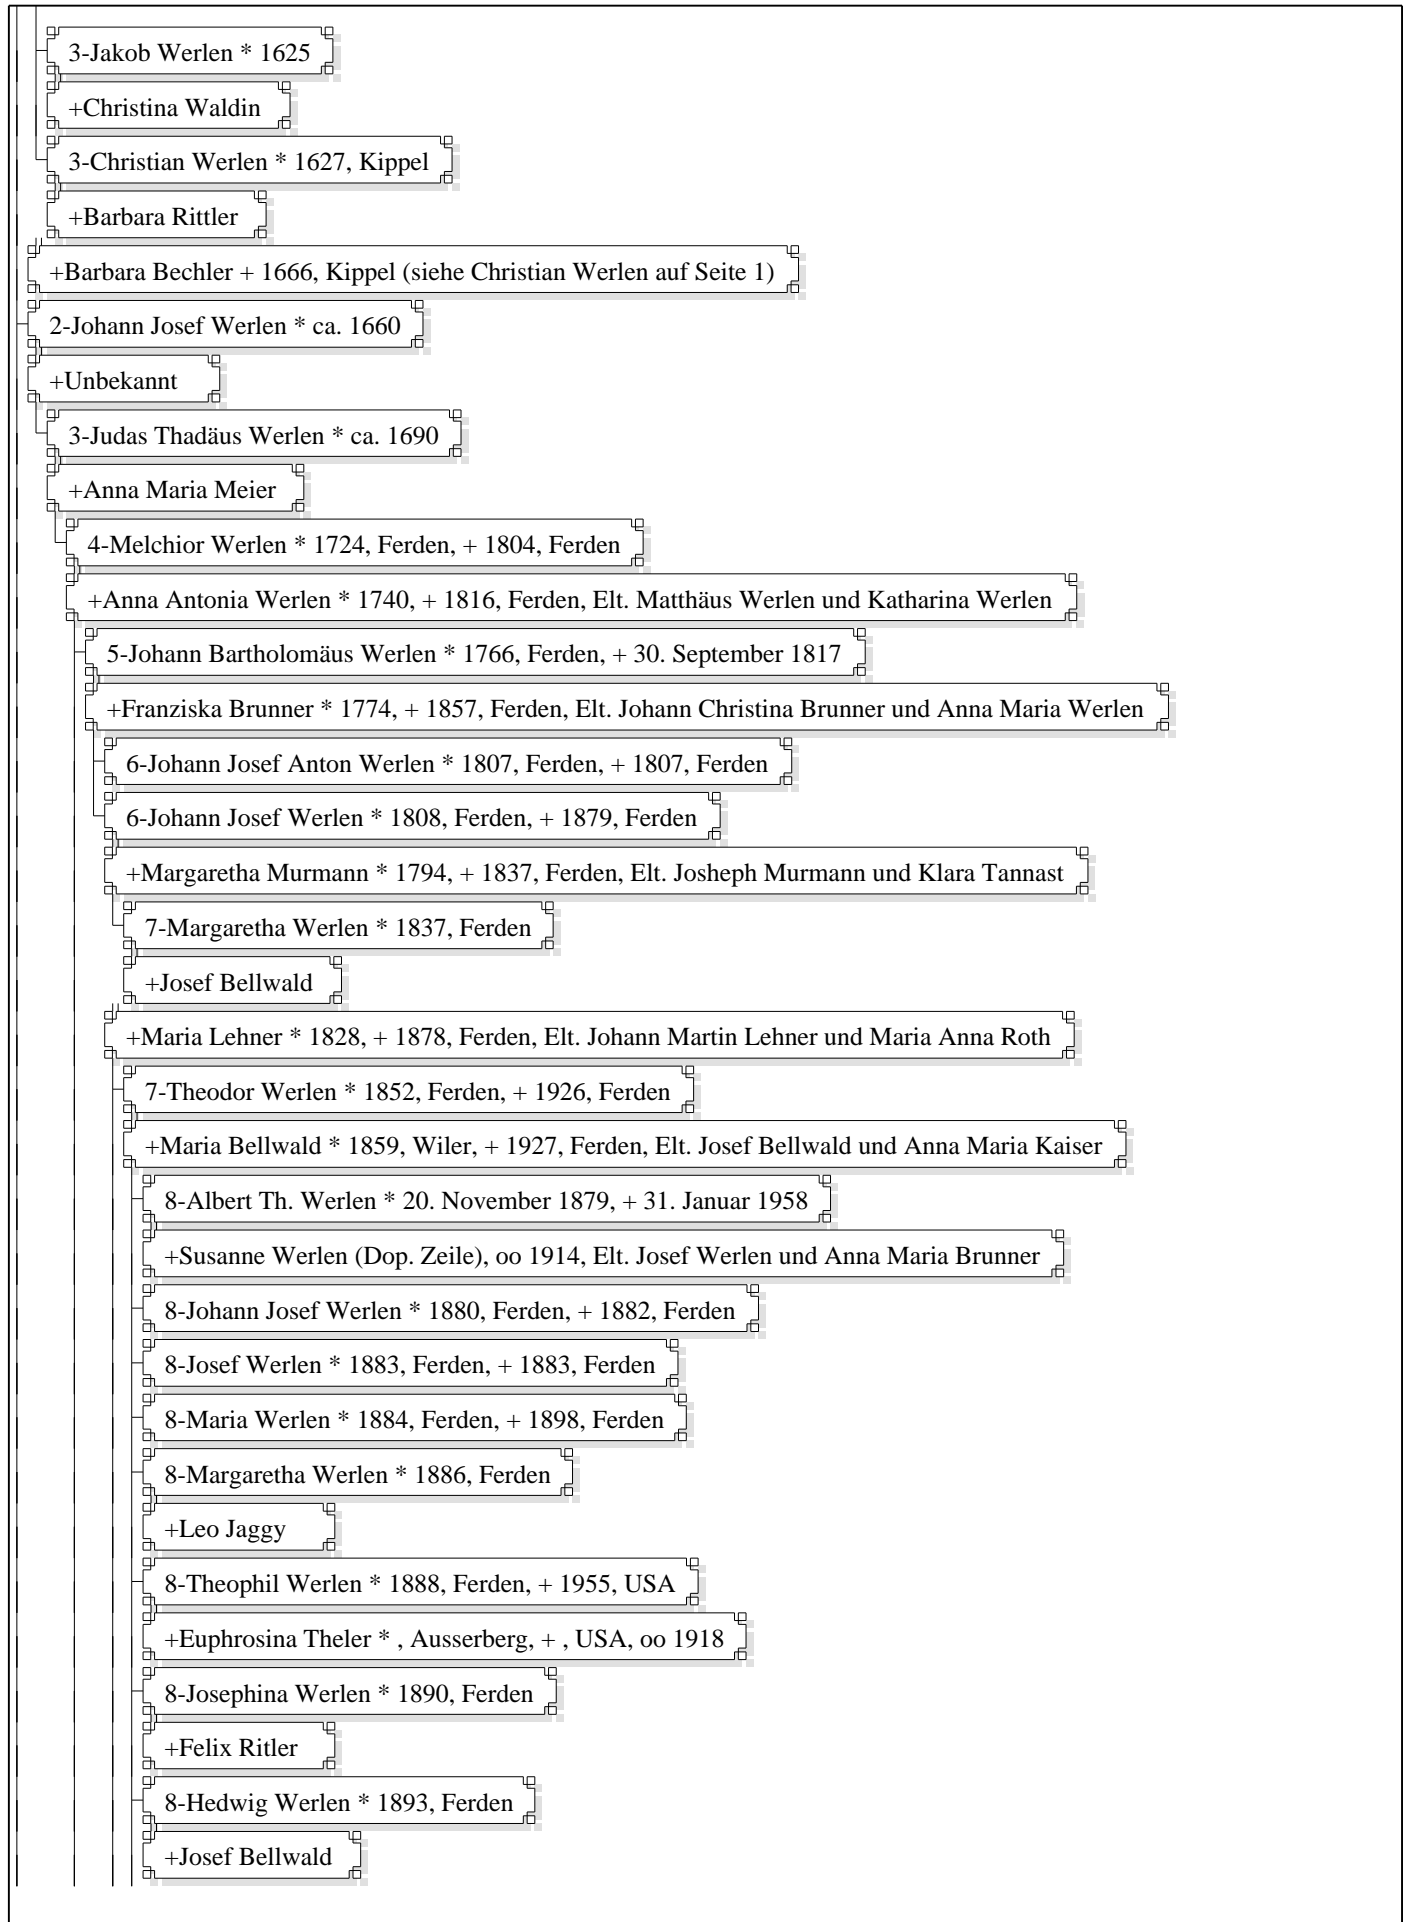 3-Jakob Werlen * 1625
+Christina Waldin
3-Christian Werlen * 1627, Kippel
+Barbara Rittler
+Barbara Bechler + 1666, Kippel (siehe Christian Werlen auf Seite 1)
2-Johann Josef Werlen * ca. 1660
+Unbekannt
3-Judas Thadäus Werlen * ca. 1690
+Anna Maria Meier
4-Melchior Werlen * 1724, Ferden, + 1804, Ferden
+Anna Antonia Werlen * 1740, + 1816, Ferden, Elt. Matthäus Werlen und Katharina Werlen
5-Johann Bartholomäus Werlen * 1766, Ferden, + 30. September 1817
+Franziska Brunner * 1774, + 1857, Ferden, Elt. Johann Christina Brunner und Anna Maria Werlen
6-Johann Josef Anton Werlen * 1807, Ferden, + 1807, Ferden
6-Johann Josef Werlen * 1808, Ferden, + 1879, Ferden
+Margaretha Murmann * 1794, + 1837, Ferden, Elt. Josheph Murmann und Klara Tannast
7-Margaretha Werlen * 1837, Ferden
+Josef Bellwald
+Maria Lehner * 1828, + 1878, Ferden, Elt. Johann Martin Lehner und Maria Anna Roth
7-Theodor Werlen * 1852, Ferden, + 1926, Ferden
+Maria Bellwald * 1859, Wiler, + 1927, Ferden, Elt. Josef Bellwald und Anna Maria Kaiser
8-Albert Th. Werlen * 20. November 1879, + 31. Januar 1958
+Susanne Werlen (Dop. Zeile), oo 1914, Elt. Josef Werlen und Anna Maria Brunner
8-Johann Josef Werlen * 1880, Ferden, + 1882, Ferden
8-Josef Werlen * 1883, Ferden, + 1883, Ferden
8-Maria Werlen * 1884, Ferden, + 1898, Ferden
8-Margaretha Werlen * 1886, Ferden
+Leo Jaggy
8-Theophil Werlen * 1888, Ferden, + 1955, USA
+Euphrosina Theler * , Ausserberg, + , USA, oo 1918
8-Josephina Werlen * 1890, Ferden
+Felix Ritler
8-Hedwig Werlen * 1893, Ferden
+Josef Bellwald